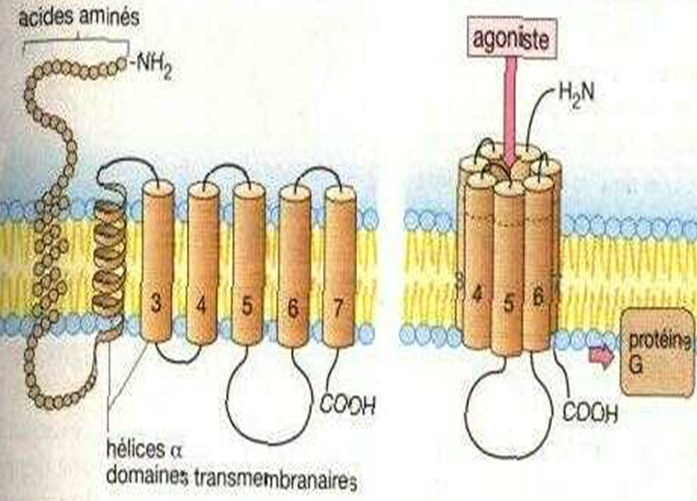 acides aminés
-NH₂
3
4
5
6
7
COOH
hélices α
domaines transmembranaires
agoniste
H₂N
3
4
5
6
COOH
protéine
G